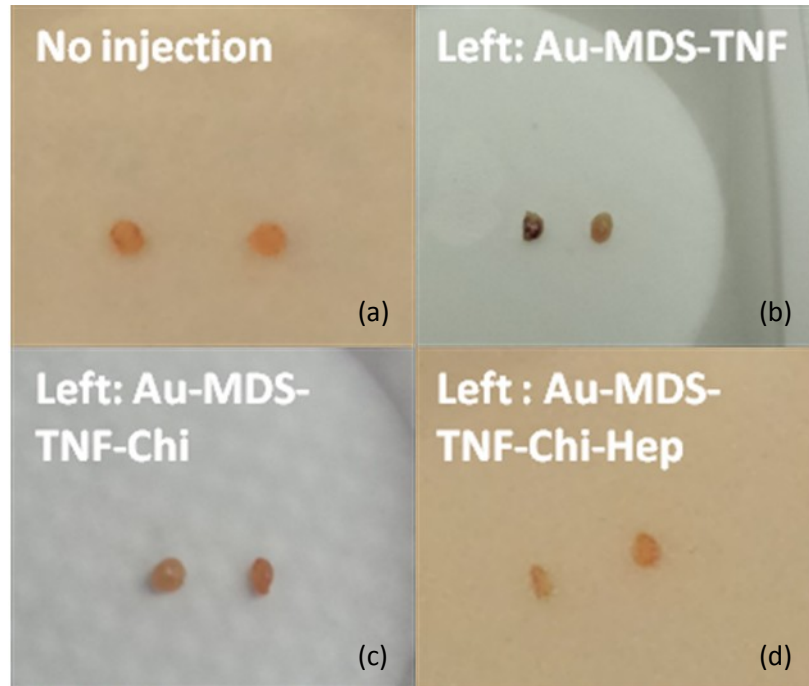 No injection
(a)
Left: Au-MDS-TNF
(b)
Left: Au-MDS-
TNF-Chi
(c)
Left : Au-MDS-
TNF-Chi-Hep
(d)